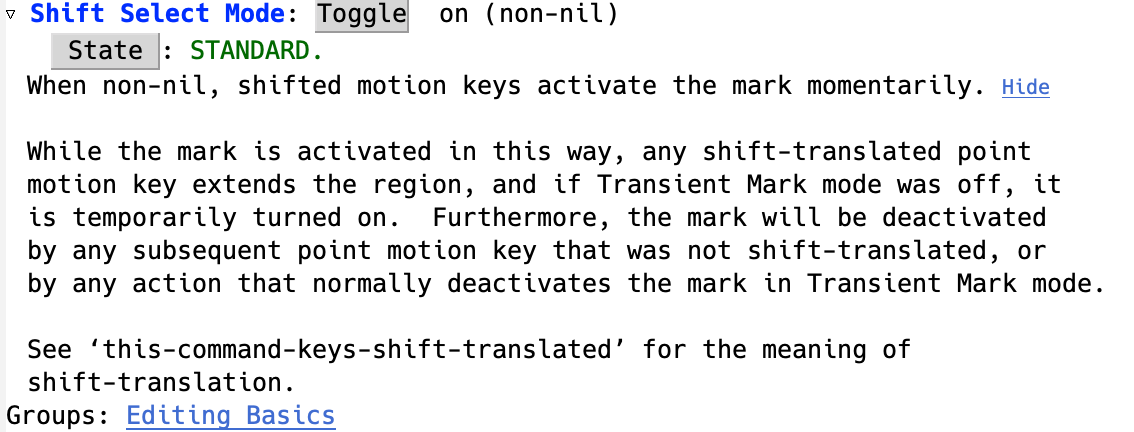 ▽ Shift Select Mode: Toggle  on (non-nil)
State : STANDARD.
When non-nil, shifted motion keys activate the mark momentarily. Hide
While the mark is activated in this way, any shift-translated point
motion key extends the region, and if Transient Mark mode was off, it
is temporarily turned on.  Furthermore, the mark will be deactivated
by any subsequent point motion key that was not shift-translated, or
by any action that normally deactivates the mark in Transient Mark mode.
See ‘this-command-keys-shift-translated’ for the meaning of
shift-translation.
Groups: Editing Basics